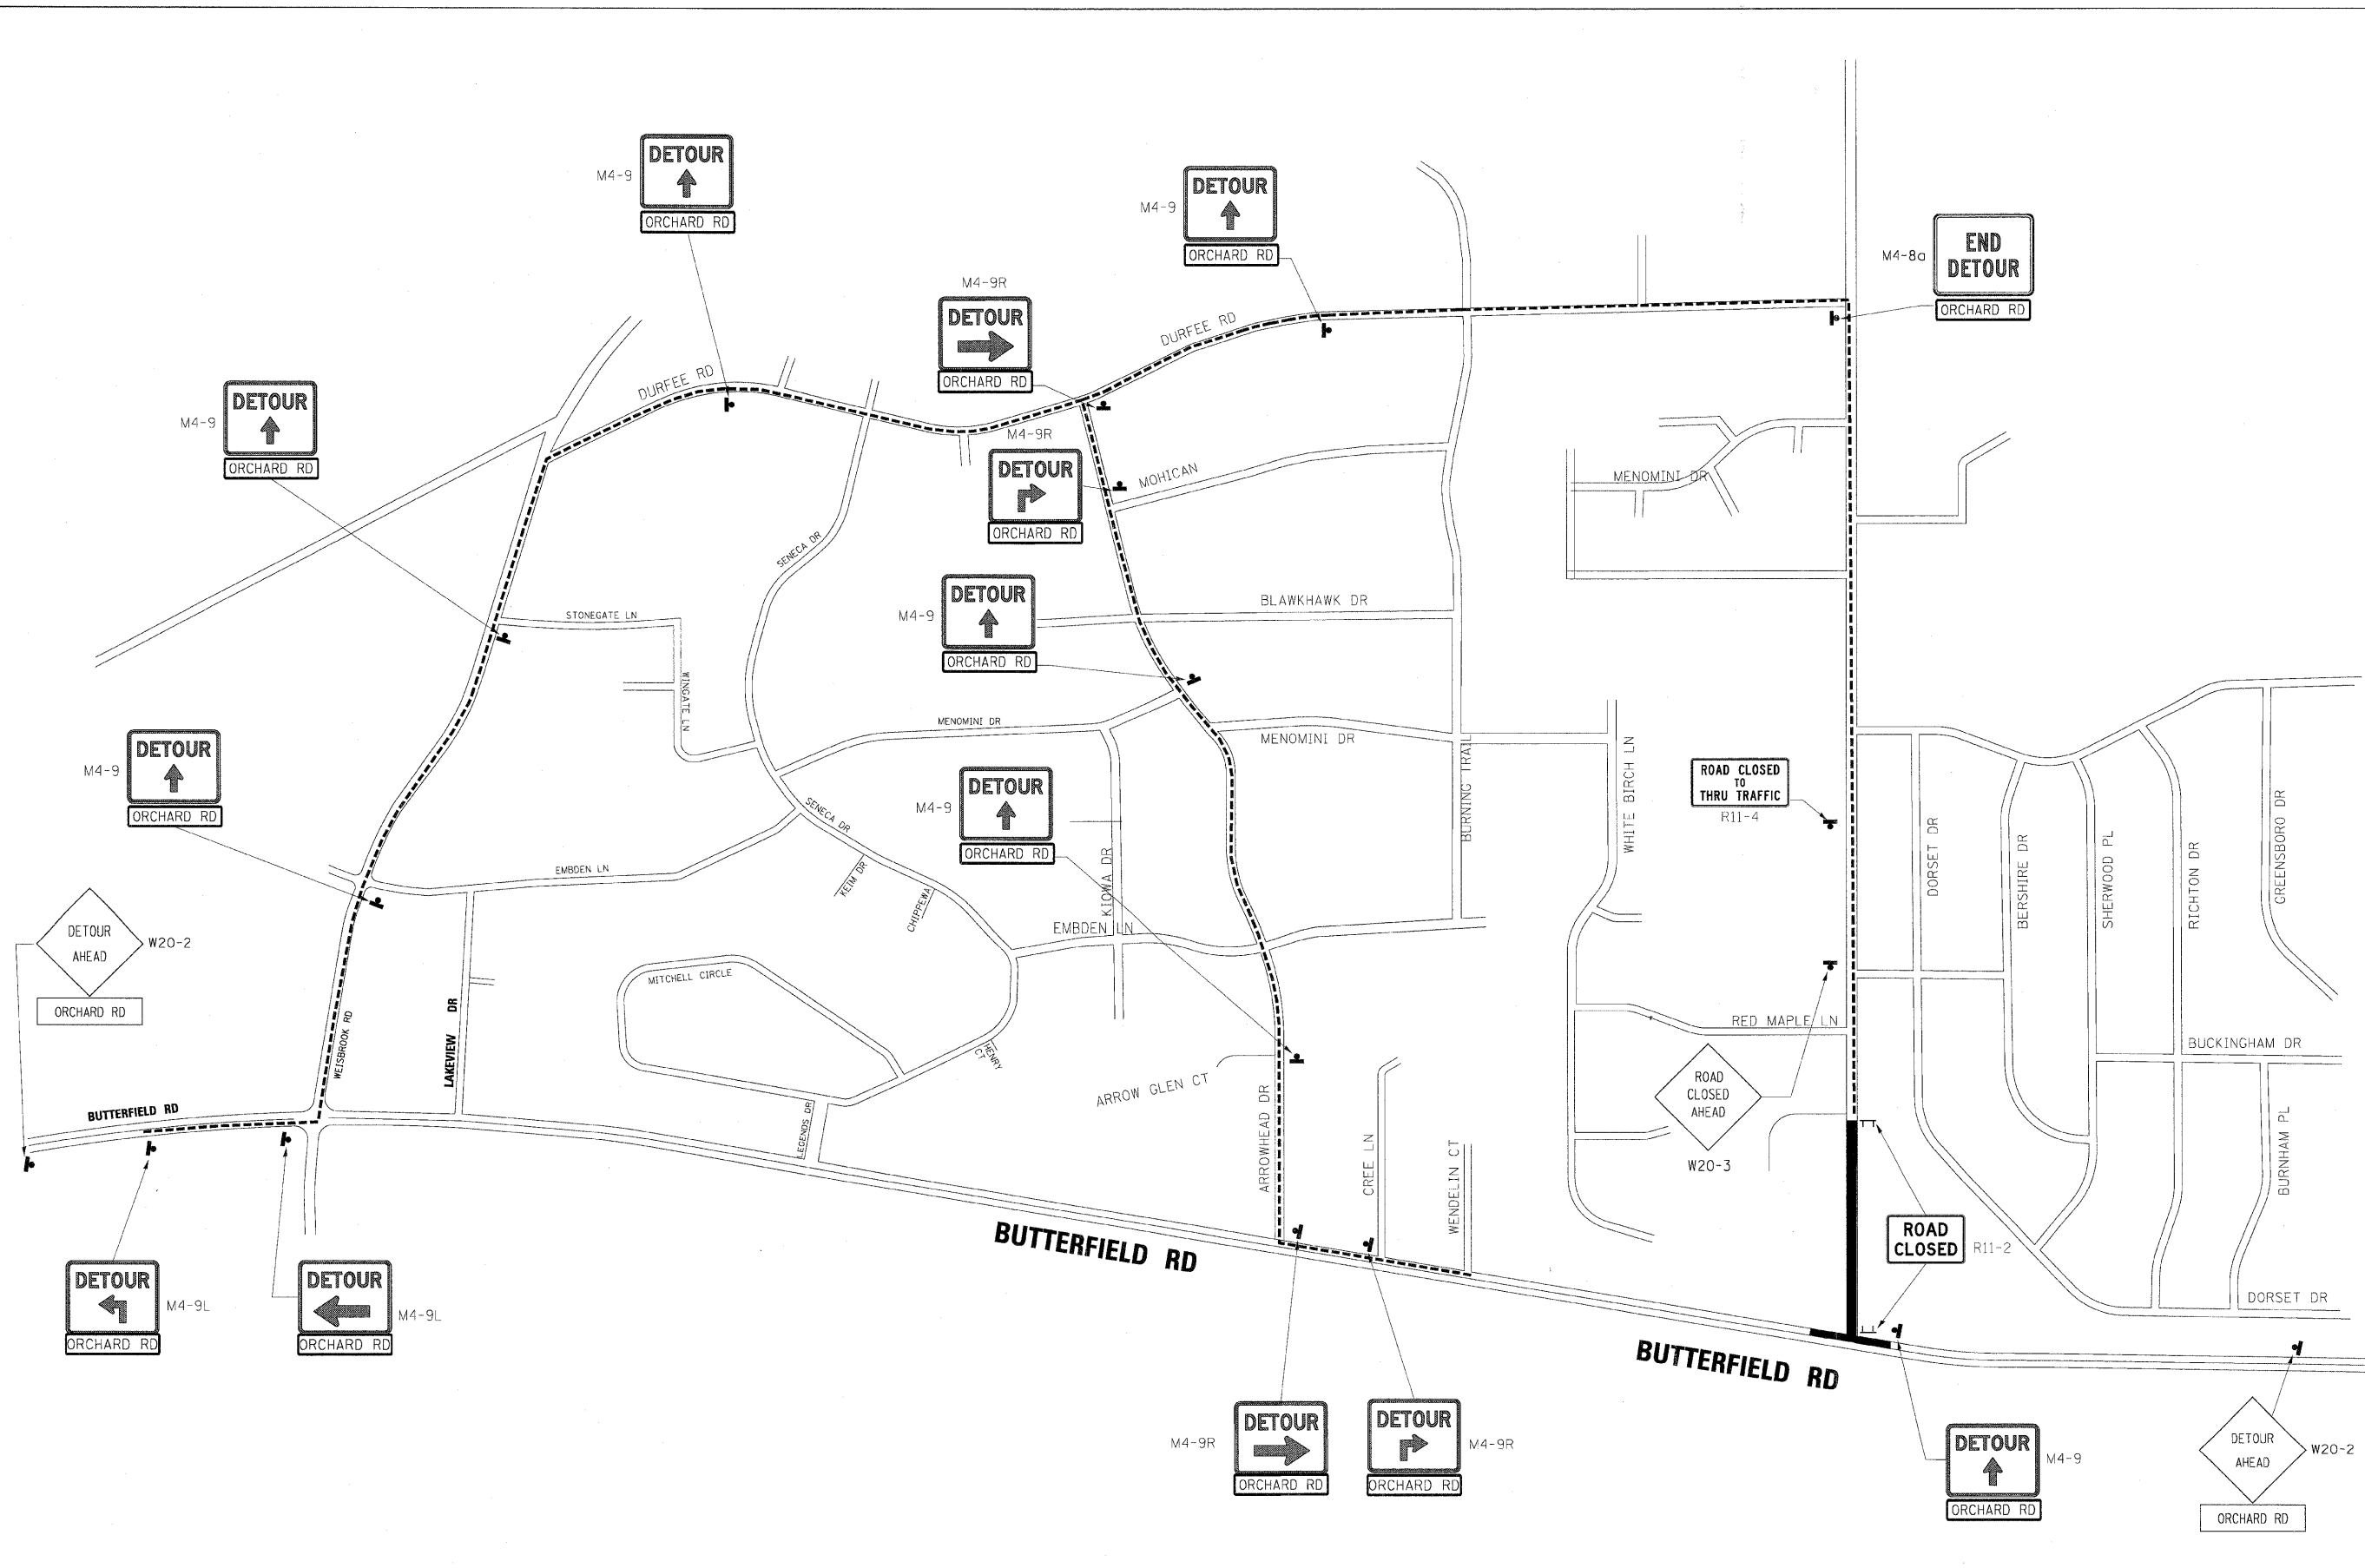 DETOUR
M4-9
ORCHARD RD
DETOUR
M4-9
ORCHARD RD
END
DETOUR
M4-8a
ORCHARD RD
M4-9R
DETOUR
ORCHARD RD
DURFEE RD
DURFEE RD
DETOUR
M4-9
ORCHARD RD
M4-9R
DETOUR
ORCHARD RD
MOHICAN
MENOMINI DR
SENECA DR
DETOUR
M4-9
ORCHARD RD
BLAWKHAWK DR
STONEGATE LN
WINGATE LN
MENOMINI DR
MENOMINI DR
BURNING TRAIL
WHITE BIRCH LN
DETOUR
M4-9
ORCHARD RD
DETOUR
M4-9
ORCHARD RD
ROAD CLOSED
TO
THRU TRAFFIC
R11-4
SENECA DR
KEIM DR
CHIPPEWA
KIOWA DR
EMBDEN LN
EMBDEN LN
DORSET DR
BERSHIRE DR
SHERWOOD PL
RICHTON DR
GREENSBORO DR
DETOUR
AHEAD
W20-2
ORCHARD RD
MITCHELL CIRCLE
LAKEVIEW DR
WEISBROOK RD
HENRY
CT
RED MAPLE LN
BUCKINGHAM DR
ARROW GLEN CT
ROAD
CLOSED
AHEAD
W20-3
BUTTERFIELD RD
LEGENDS DR
ARROWHEAD DR
CREE LN
WENDELIN CT
BURNHAM PL
ROAD
CLOSED
R11-2
BUTTERFIELD RD
DETOUR
M4-9L
ORCHARD RD
DETOUR
M4-9L
ORCHARD RD
DORSET DR
BUTTERFIELD RD
DETOUR
M4-9R
ORCHARD RD
DETOUR
M4-9R
ORCHARD RD
DETOUR
M4-9
ORCHARD RD
DETOUR
AHEAD
W20-2
ORCHARD RD